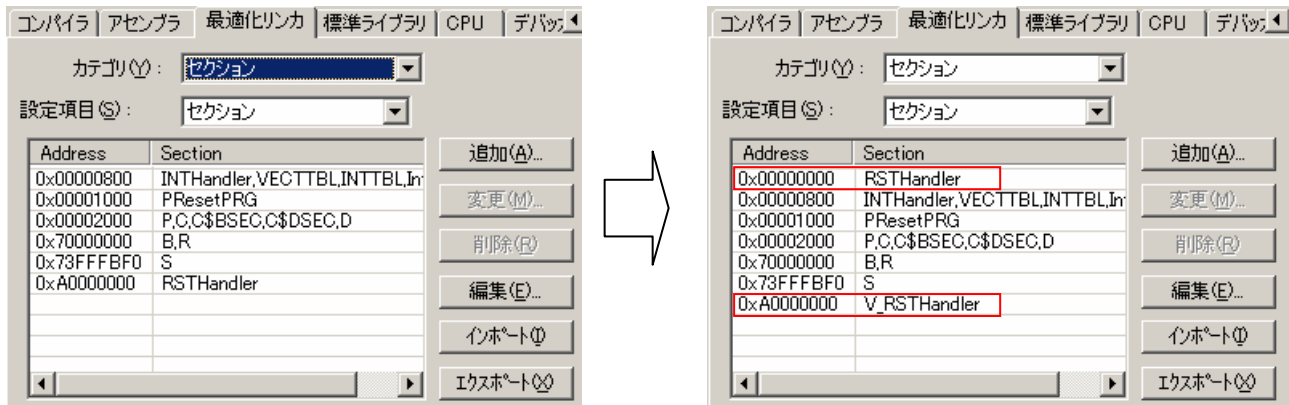 コンパイラ アセンブラ 最適化リンカ 標準ライブラリ CPU デバッガ
カテゴリ(Y)： セクション
設定項目(S)： セクション
Address Section
0x00000800 INTHandler,VECTTBL,INTTBL,In
0x00001000 PResetPRG
0x00002000 P,C,C$BSEC,C$DSEC,D
0x70000000 B,R
0x73FFFBF0 S
0xA0000000 RSTHandler
追加(A)...
変更(M)...
削除(R)
編集(E)...
インポート(I)
エクスポート(X)
コンパイラ アセンブラ 最適化リンカ 標準ライブラリ CPU デバッガ
カテゴリ(Y)： セクション
設定項目(S)： セクション
Address Section
0x00000000 RSTHandler
0x00000800 INTHandler,VECTTBL,INTTBL,In
0x00001000 PResetPRG
0x00002000 P,C,C$BSEC,C$DSEC,D
0x70000000 B,R
0x73FFFBF0 S
0xA0000000 V_RSTHandler
追加(A)...
変更(M)...
削除(R)
編集(E)...
インポート(I)
エクスポート(X)